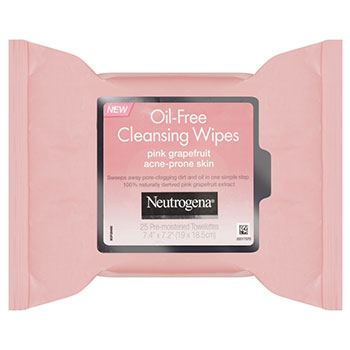 NEW
Oil-Free
Cleansing Wipes
pink grapefruit
acne-prone skin
Sweeps away pore-clogging dirt and oil in one simple step
100% naturally derived pink grapefruit extract
Neutrogena®
25 Pre-moistened Towelettes
7.4" x 7.2" (19 x 18.5cm)